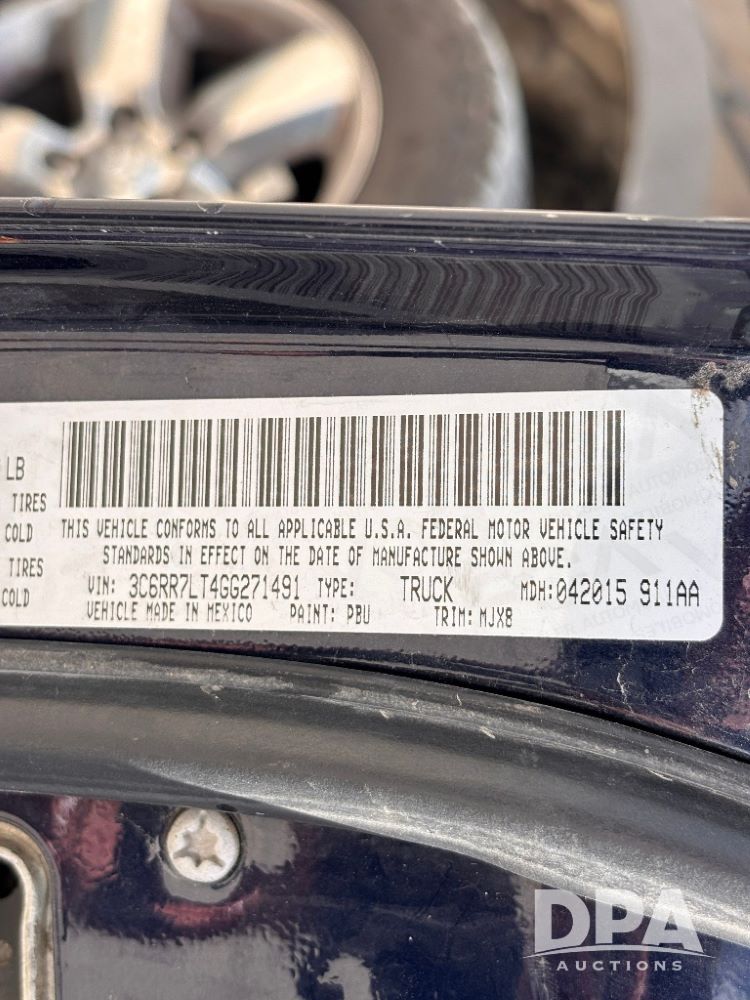 LB
TIRES
COLD
TIRES
COLD
THIS VEHICLE CONFORMS TO ALL APPLICABLE U.S.A. FEDERAL MOTOR VEHICLE SAFETY
STANDARDS IN EFFECT ON THE DATE OF MANUFACTURE SHOWN ABOVE.
VIN: 3C6RR7LT4GG271491 TYPE: TRUCK MDH:042015 911AA
VEHICLE MADE IN MEXICO PAINT: PBU TRIM: MJX8
DPA
AUCTIONS